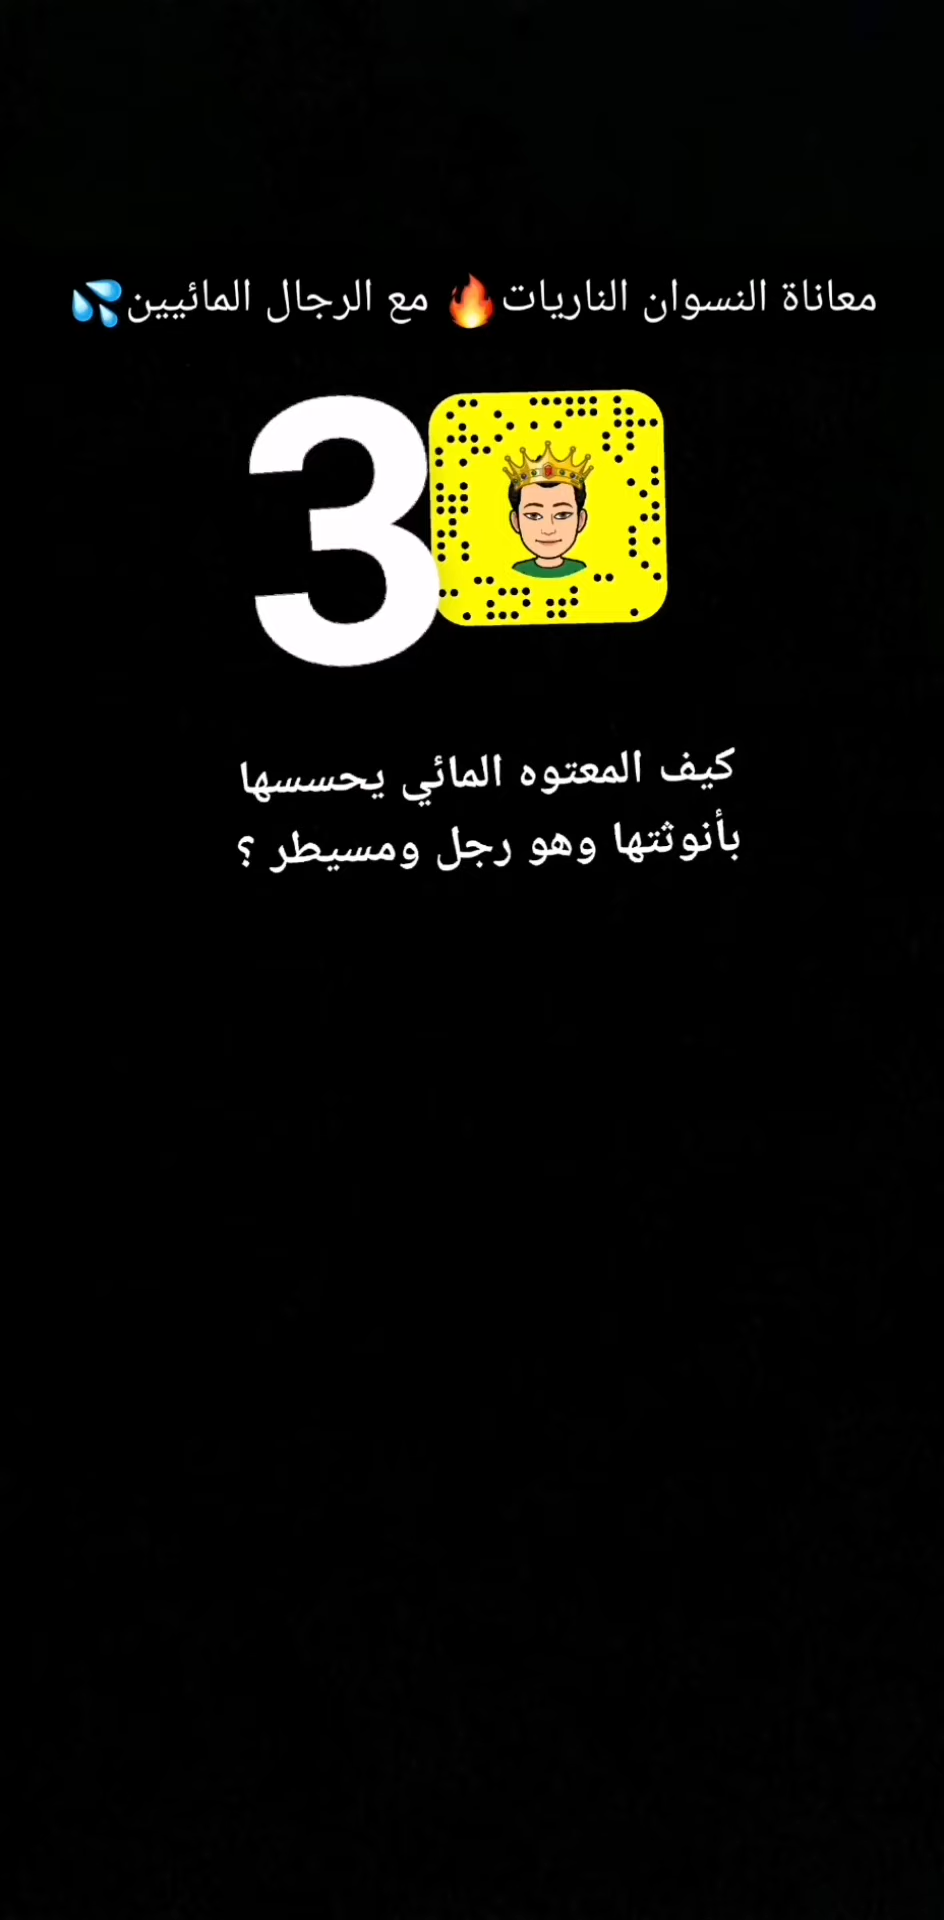 معاناة النسوان الناريات🔥 مع الرجال المائيين💦
3
كيف المعتوه المائي يحسسها
بأنوثتها وهو رجل ومسيطر ؟